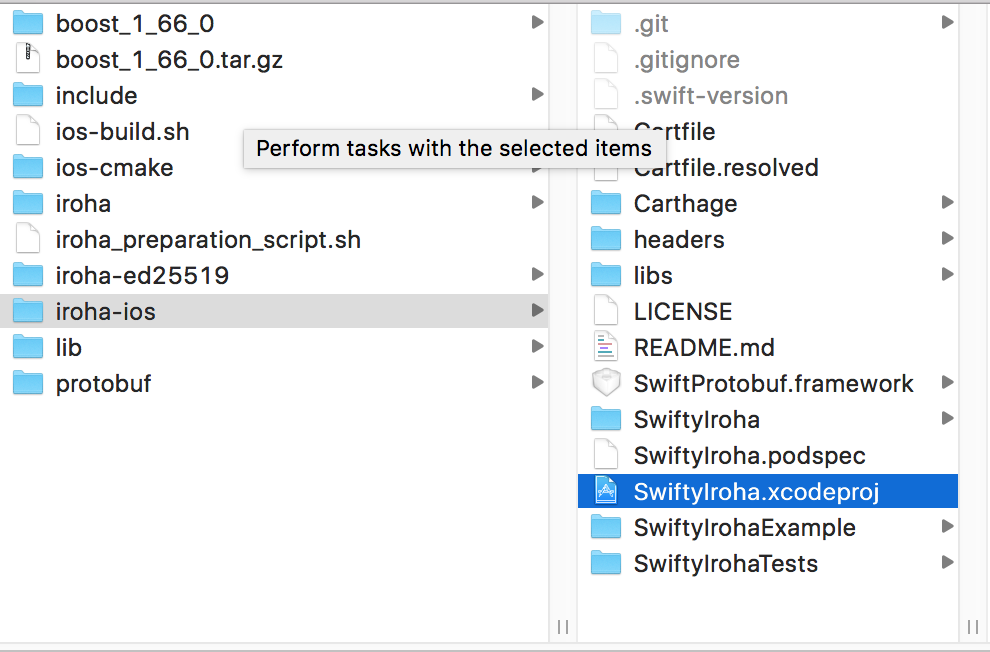 boost_1_66_0
boost_1_66_0.tar.gz
include
ios-build.sh
ios-cmake
iroha
iroha_preparation_script.sh
iroha-ed25519
iroha-ios
lib
protobuf
Perform tasks with the selected items
.git
.gitignore
.swift-version
Cartfile
Cartfile.resolved
Carthage
headers
libs
LICENSE
README.md
SwiftProtobuf.framework
SwiftyIroha
SwiftyIroha.podspec
SwiftyIroha.xcodeproj
SwiftyIrohaExample
SwiftyIrohaTests